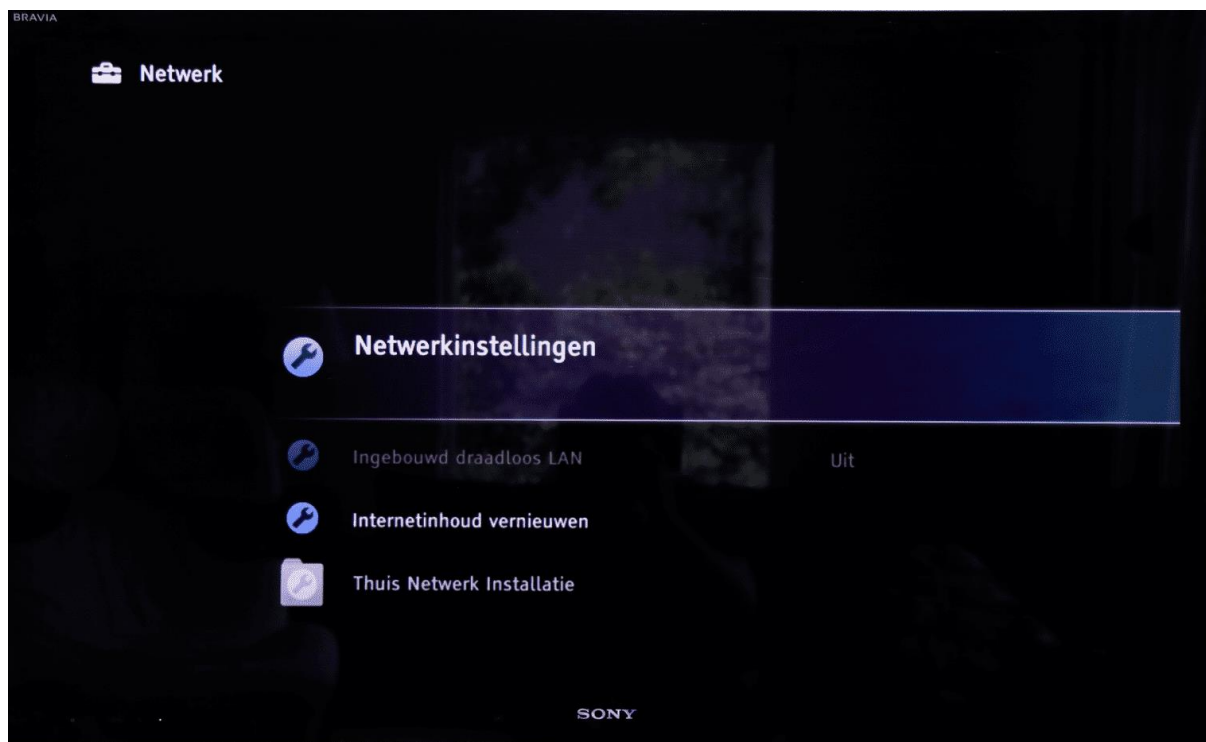 BRAVIA
Netwerk
Netwerkinstellingen
Ingebouwd draadloos LAN Uit
Internetinhoud vernieuwen
Thuis Netwerk Installatie
SONY